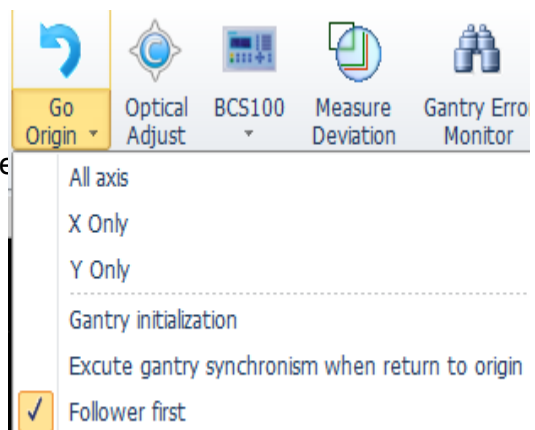 Go Origin
Optical Adjust
BCS100
Measure Deviation
Gantry Erro Monitor
e
All axis
X Only
Y Only
Gantry initialization
Excute gantry synchronism when return to origin
Follower first